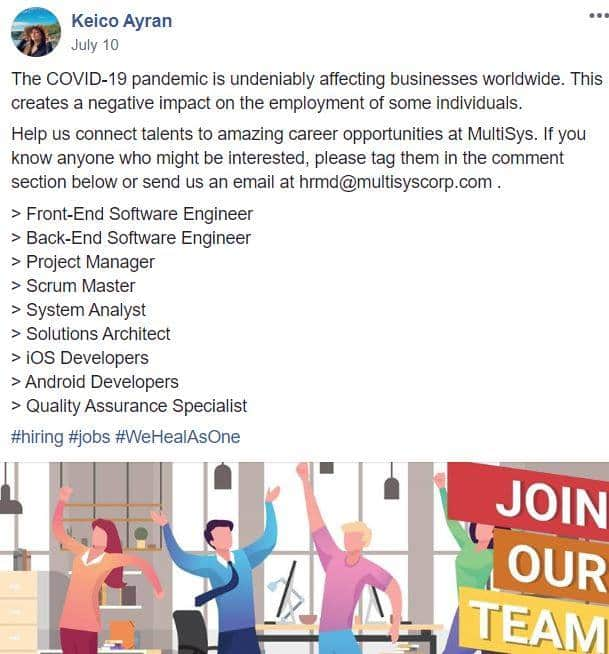 Keico Ayran
July 10
The COVID-19 pandemic is undeniably affecting businesses worldwide. This
creates a negative impact on the employment of some individuals.
Help us connect talents to amazing career opportunities at MultiSys. If you
know anyone who might be interested, please tag them in the comment
section below or send us an email at hrmd@multisyscorp.com .
> Front-End Software Engineer
> Back-End Software Engineer
> Project Manager
> Scrum Master
> System Analyst
> Solutions Architect
> iOS Developers
> Android Developers
> Quality Assurance Specialist
#hiring #jobs #WeHealAsOne
JOIN
OUR
TEAM